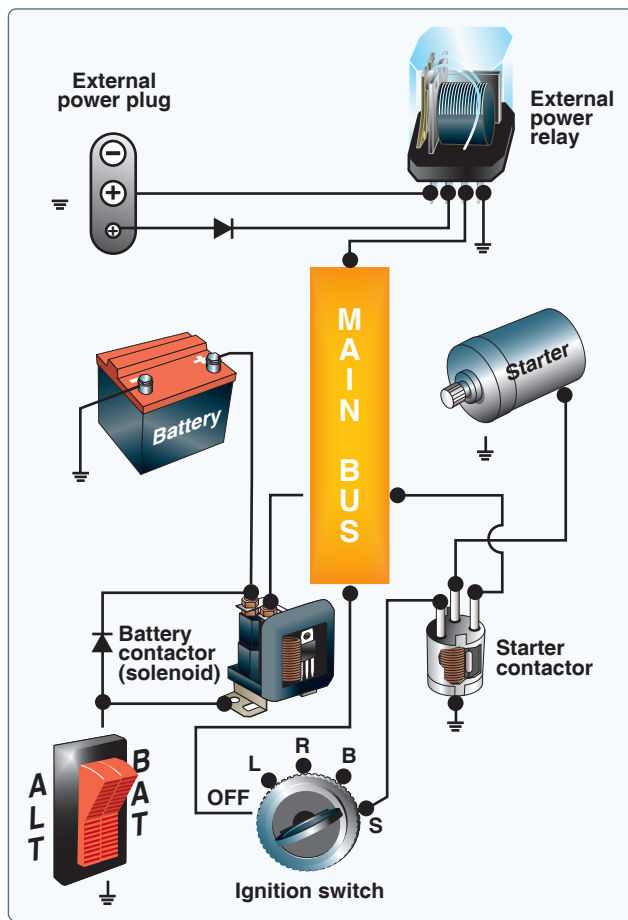 External
power plug
−
+
+
External
power
relay
MAIN BUS
− +
Battery
Starter
Battery
contactor
(solenoid)
Starter
contactor
ALT
BAT
OFF
L
R
B
S
Ignition switch